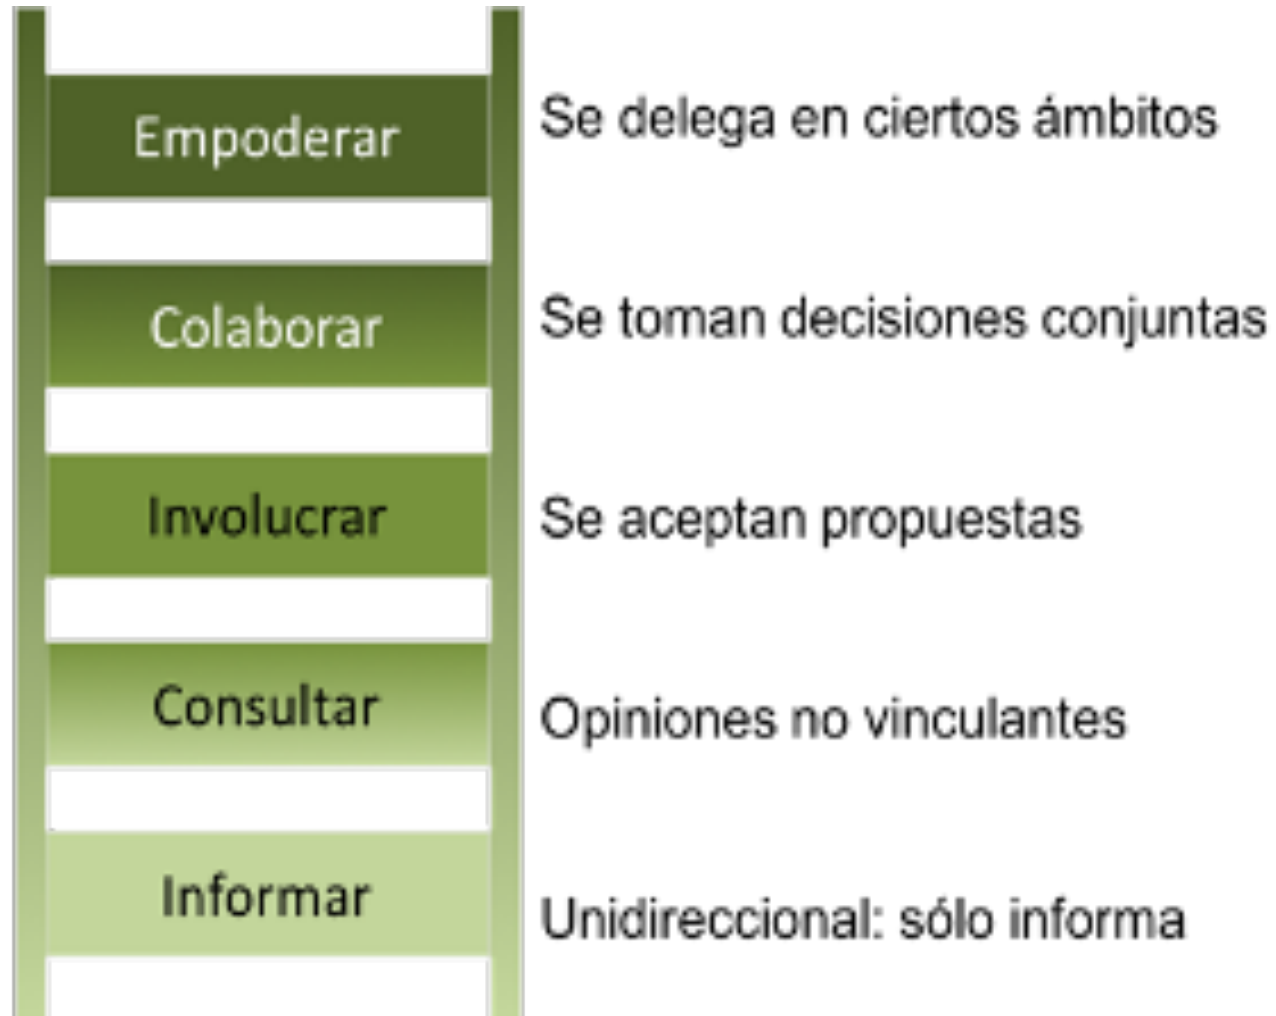 Empoderar
Se delega en ciertos ámbitos
Colaborar
Se toman decisiones conjuntas
Involucrar
Se aceptan propuestas
Consultar
Opiniones no vinculantes
Informar
Unidireccional: sólo informa